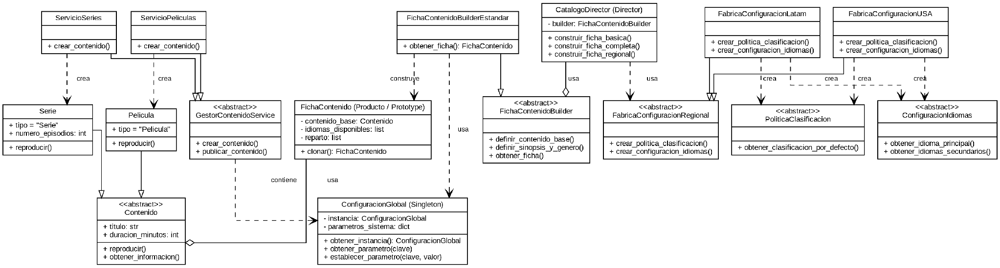 ServicioSeries
+ crear_contenido()
ServicioPeliculas
+ crear_contenido()
FichaContenidoBuilderEstandar
+ obtener_ficha(): FichaContenido
CatalogoDirector (Director)
- builder: FichaContenidoBuilder
+ construir_ficha_basica()
+ construir_ficha_completa()
+ construir_ficha_regional()
FabricaConfiguracionLatam
+ crear_politica_clasificacion()
+ crear_configuracion_idiomas()
FabricaConfiguracionUSA
+ crear_politica_clasificacion()
+ crear_configuracion_idiomas()
crea
crea
construye
usa
usa
crea
crea
crea
crea
Serie
+ tipo = "Serie"
+ numero_episodios: int
+ reproducir()
Pelicula
+ tipo = "Pelicula"
+ reproducir()
<<abstract>>
GestorContenidoService
+ crear_contenido()
+ publicar_contenido()
FichaContenido (Producto / Prototype)
- contenido_base: Contenido
- idiomas_disponibles: list
- reparto: list
+ clonar(): FichaContenido
usa
<<abstract>>
FichaContenidoBuilder
+ definir_contenido_base()
+ definir_sinopsis_y_genero()
+ obtener_ficha()
<<abstract>>
FabricaConfiguracionRegional
+ crear_politica_clasificacion()
+ crear_configuracion_idiomas()
<<abstract>>
PoliticaClasificacion
+ obtener_clasificacion_por_defecto()
<<abstract>>
ConfiguracionIdiomas
+ obtener_idioma_principal()
+ obtener_idiomas_secundarios()
contiene
usa
<<abstract>>
Contenido
+ titulo: str
+ duracion_minutos: int
+ reproducir()
+ obtener_informacion()
ConfiguracionGlobal (Singleton)
- instancia: ConfiguracionGlobal
- parametros_sistema: dict
+ obtener_instancia(): ConfiguracionGlobal
+ obtener_parametro(clave)
+ establecer_parametro(clave, valor)